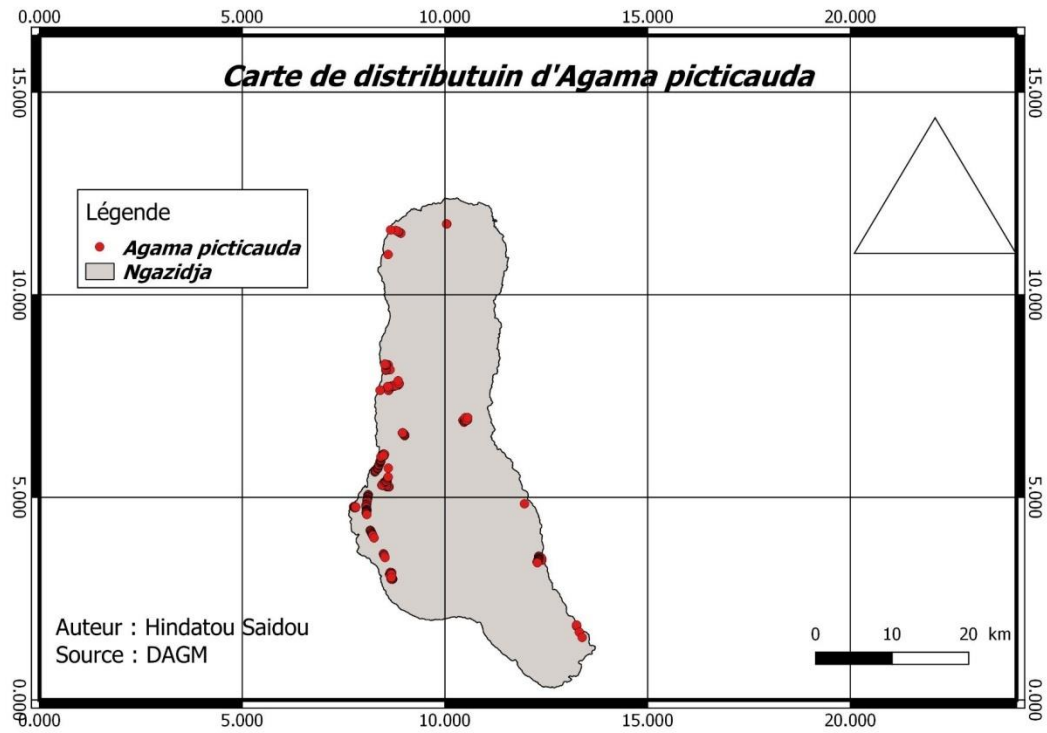 0.000 5.000 10.000 15.000 20.000
Carte de distributuin d'Agama picticauda
15.000 15.000
Légende
Agama picticauda
Ngazidja
10.000 10.000
5.000 5.000
Auteur : Hindatou Saidou
Source : DAGM
0 10 20 km
0.000 0.000
0.000 5.000 10.000 15.000 20.000